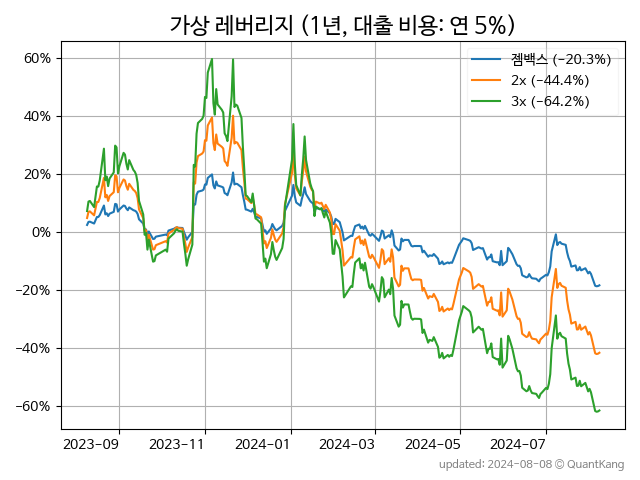 가상 레버리지 (1년, 대출 비용: 연 5%)
젬백스 (−20.3%)
2x (−44.4%)
3x (−64.2%)
60%
40%
20%
0%
−20%
−40%
−60%
2023-09
2023-11
2024-01
2024-03
2024-05
2024-07
updated: 2024-08-08 © QuantKang